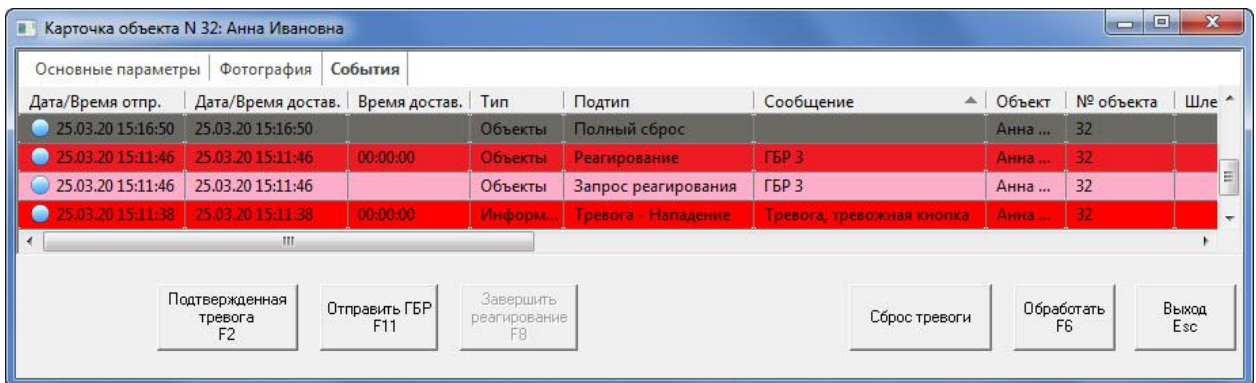 Карточка объекта N 32: Анна Ивановна
Основные параметры Фотография События
Дата/Время отпр. Дата/Время достав. Время достав. Тип Подтип Сообщение Объект № объекта Шле
25.03.20 15:16:50 25.03.20 15:16:50 Объекты Полный сброс Анна ... 32
25.03.20 15:11:46 25.03.20 15:11:46 00:00:00 Объекты Реагирование ГБР 3 Анна ... 32
25.03.20 15:11:46 25.03.20 15:11:46 Объекты Запрос реагирования ГБР 3 Анна ... 32
25.03.20 15:11:38 25.03.20 15:11:38 00:00:00 Информ... Тревога - Нападение Тревога, тревожная кнопка Анна ... 32
Подтвержденная
тревога
F2
Отправить ГБР
F11
Завершить
реагирование
F8
Сброс тревоги
Обработать
F6
Выход
Esc